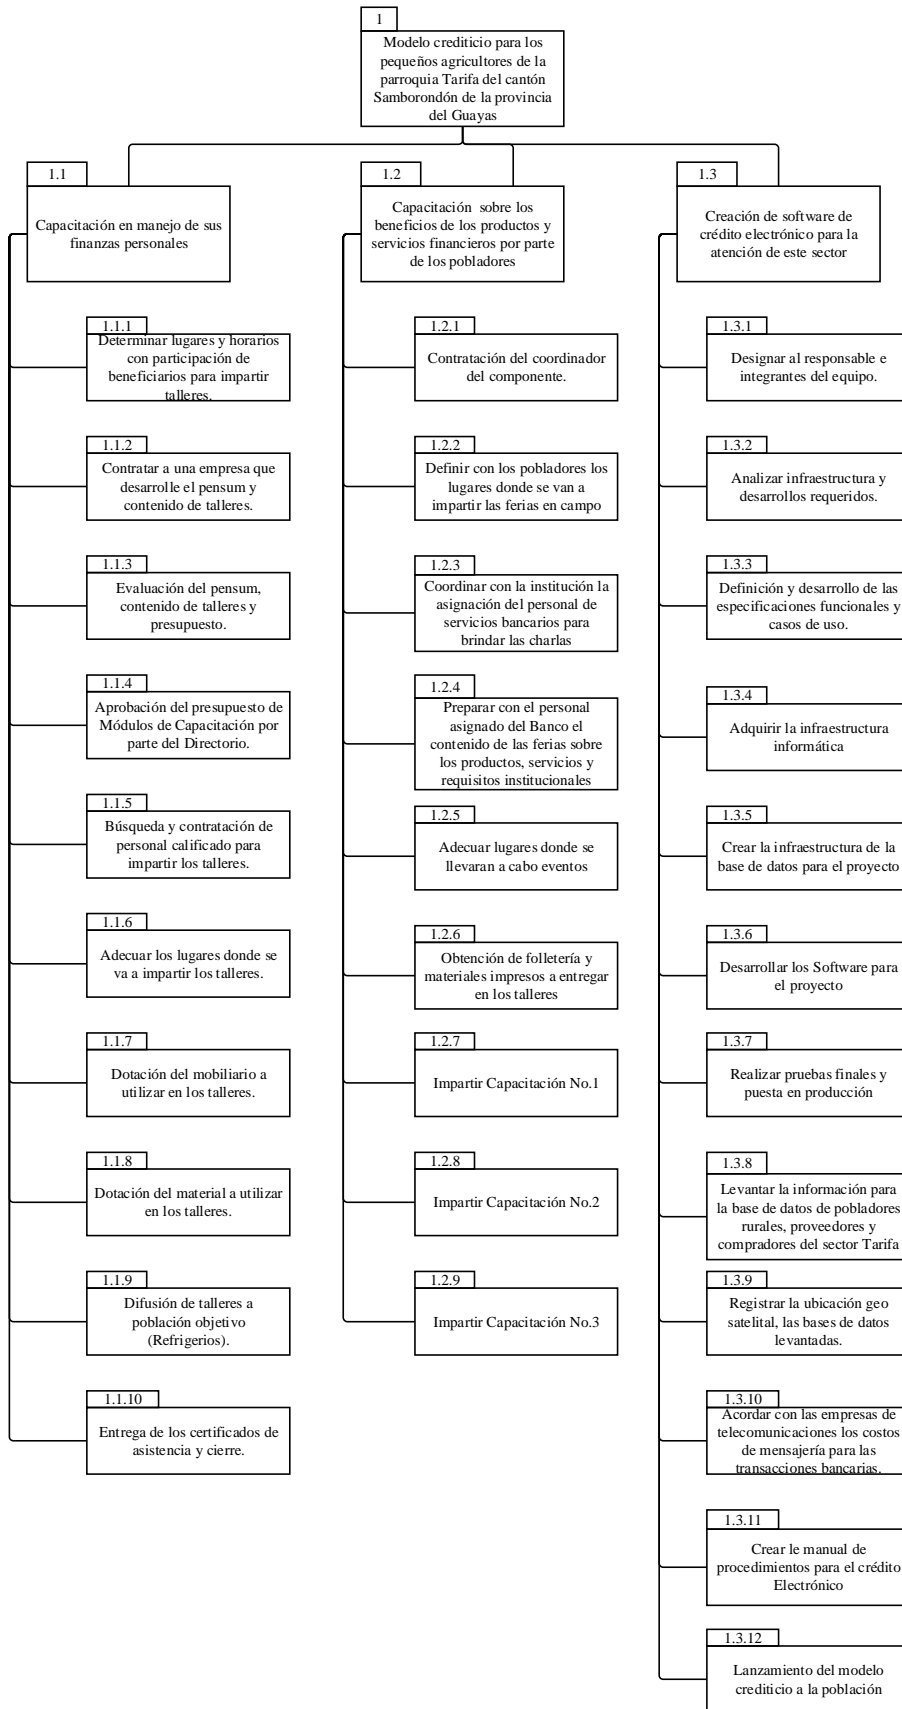 1
Modelo crediticio para los
pequeños agricultores de la
parroquia Tarifa del cantón
Samborondón de la provincia
del Guayas
1.1
Capacitación en manejo de sus
finanzas personales
1.1.1
Determinar lugares y horarios
con participación de
beneficiarios para impartir
talleres.
1.1.2
Contratar a una empresa que
desarrolle el pensum y
contenido de talleres.
1.1.3
Evaluación del pensum,
contenido de talleres y
presupuesto.
1.1.4
Aprobación del presupuesto de
Módulos de Capacitación por
parte del Directorio.
1.1.5
Búsqueda y contratación de
personal calificado para
impartir los talleres.
1.1.6
Adecuar los lugares donde se
va a impartir los talleres.
1.1.7
Dotación del mobiliario a
utilizar en los talleres.
1.1.8
Dotación del material a utilizar
en los talleres.
1.1.9
Difusión de talleres a
población objetivo
(Refrigerios).
1.1.10
Entrega de los certificados de
asistencia y cierre.
1.2
Capacitación sobre los
beneficios de los productos y
servicios financieros por parte
de los pobladores
1.2.1
Contratación del coordinador
del componente.
1.2.2
Definir con los pobladores los
lugares donde se van a
impartir las ferias en campo
1.2.3
Coordinar con la institución la
asignación del personal de
servicios bancarios para
brindar las charlas
1.2.4
Preparar con el personal
asignado del Banco el
contenido de las ferias sobre
los productos, servicios y
requisitos institucionales
1.2.5
Adecuar lugares donde se
llevaran a cabo eventos
1.2.6
Obtención de folletería y
materiales impresos a entregar
en los talleres
1.2.7
Impartir Capacitación No.1
1.2.8
Impartir Capacitación No.2
1.2.9
Impartir Capacitación No.3
1.3
Creación de software de
crédito electrónico para la
atención de este sector
1.3.1
Designar al responsable e
integrantes del equipo.
1.3.2
Analizar infraestructura y
desarrollos requeridos.
1.3.3
Definición y desarrollo de las
especificaciones funcionales y
casos de uso.
1.3.4
Adquirir la infraestructura
informática
1.3.5
Crear la infraestructura de la
base de datos para el proyecto
1.3.6
Desarrollar los Software para
el proyecto
1.3.7
Realizar pruebas finales y
puesta en producción
1.3.8
Levantar la información para
la base de datos de pobladores
rurales, proveedores y
compradores del sector Tarifa
1.3.9
Registrar la ubicación geo
satelital, las bases de datos
levantadas.
1.3.10
Acordar con las empresas de
telecomunicaciones los costos
de mensajería para las
transacciones bancarias.
1.3.11
Crear le manual de
procedimientos para el crédito
Electrónico
1.3.12
Lanzamiento del modelo
crediticio a la población